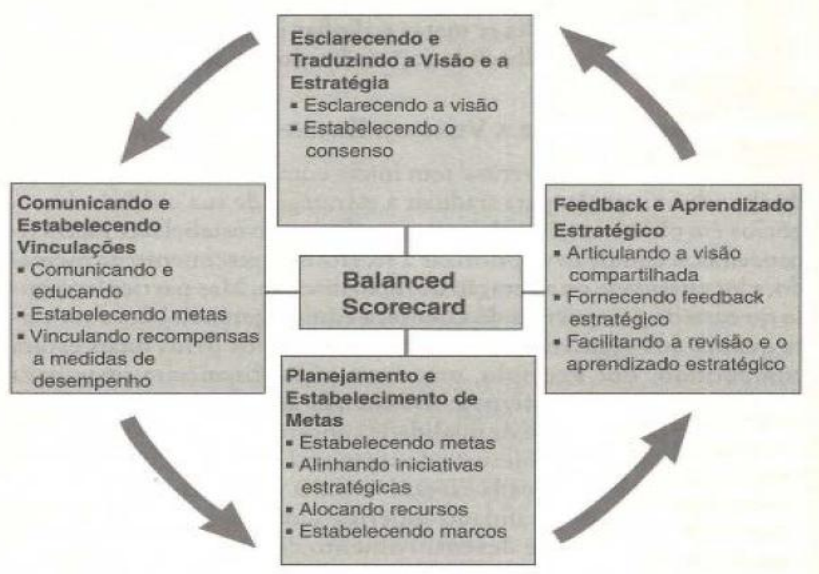 Esclarecendo e
Traduzindo a Visão e a
Estratégia
▪ Esclarecendo a visão
▪ Estabelecendo o
consenso
Comunicando e
Estabelecendo
Vinculações
▪ Comunicando e
educando
▪ Estabelecendo metas
▪ Vinculando recompensas
a medidas de
desempenho
Balanced
Scorecard
Feedback e Aprendizado
Estratégico
▪ Articulando a visão
compartilhada
▪ Fornecendo feedback
estratégico
▪ Facilitando a revisão e o
aprendizado estratégico
Planejamento e
Estabelecimento de
Metas
▪ Estabelecendo metas
▪ Alinhando iniciativas
estratégicas
▪ Alocando recursos
▪ Estabelecendo marcos